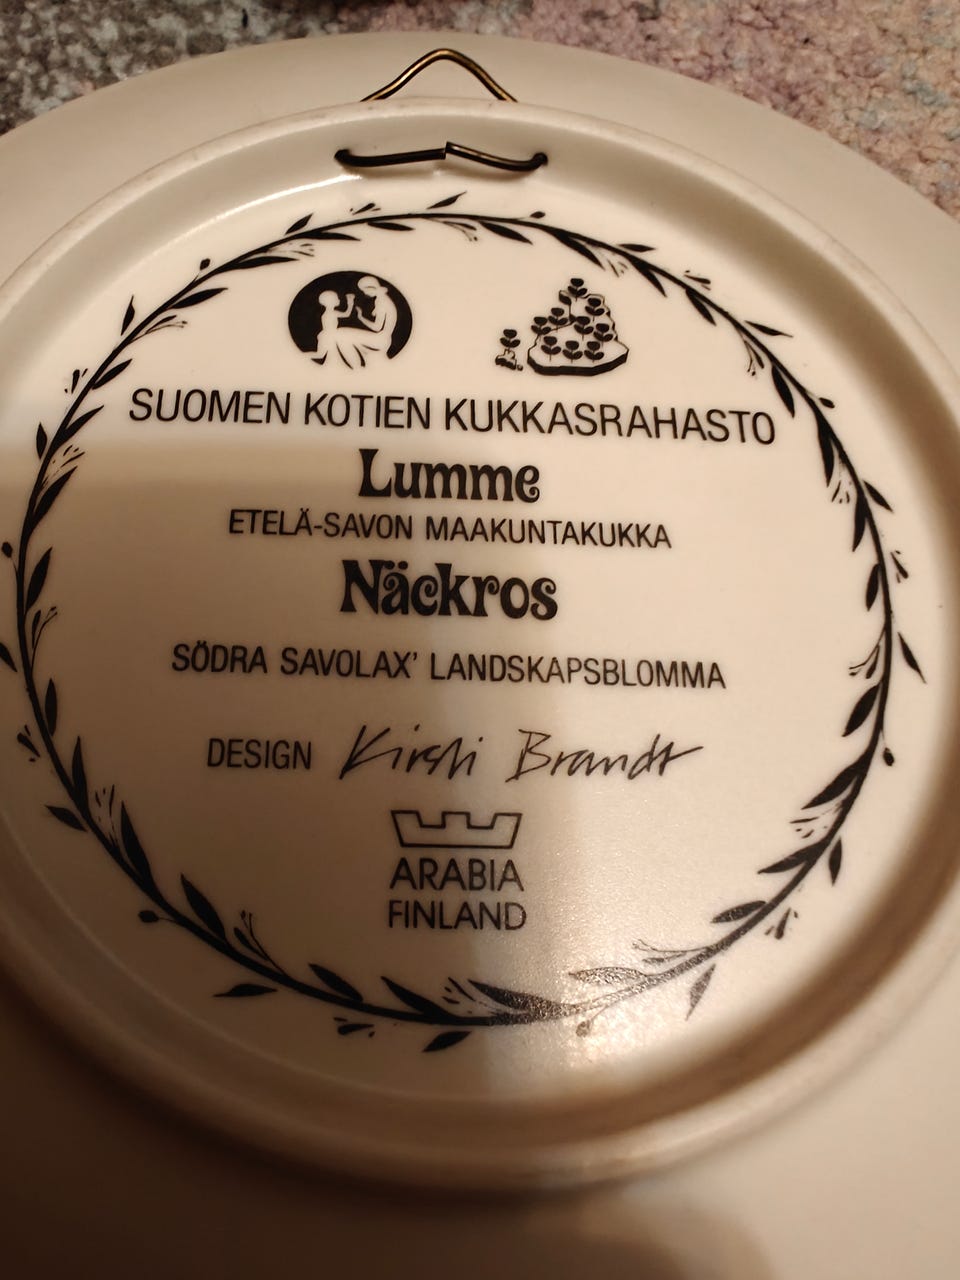 SUOMEN KOTIEN KUKKASRAHASTO
Lumme
ETELÄ-SAVON MAAKUNTAKUKKA
Näckros
SÖDRA SAVOLAX' LANDSKAPSBLOMMA
DESIGN Kirsti Brandt
ARABIA
FINLAND